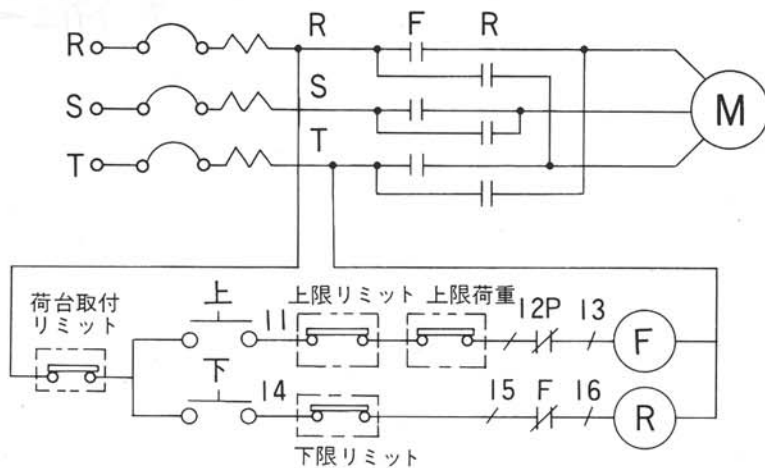 R F R
R
S
S
M
T
T
荷台取付
リミット
上
11
上限リミット
上限荷重
12P
13
F
下
14
下限リミット
15
F
16
R